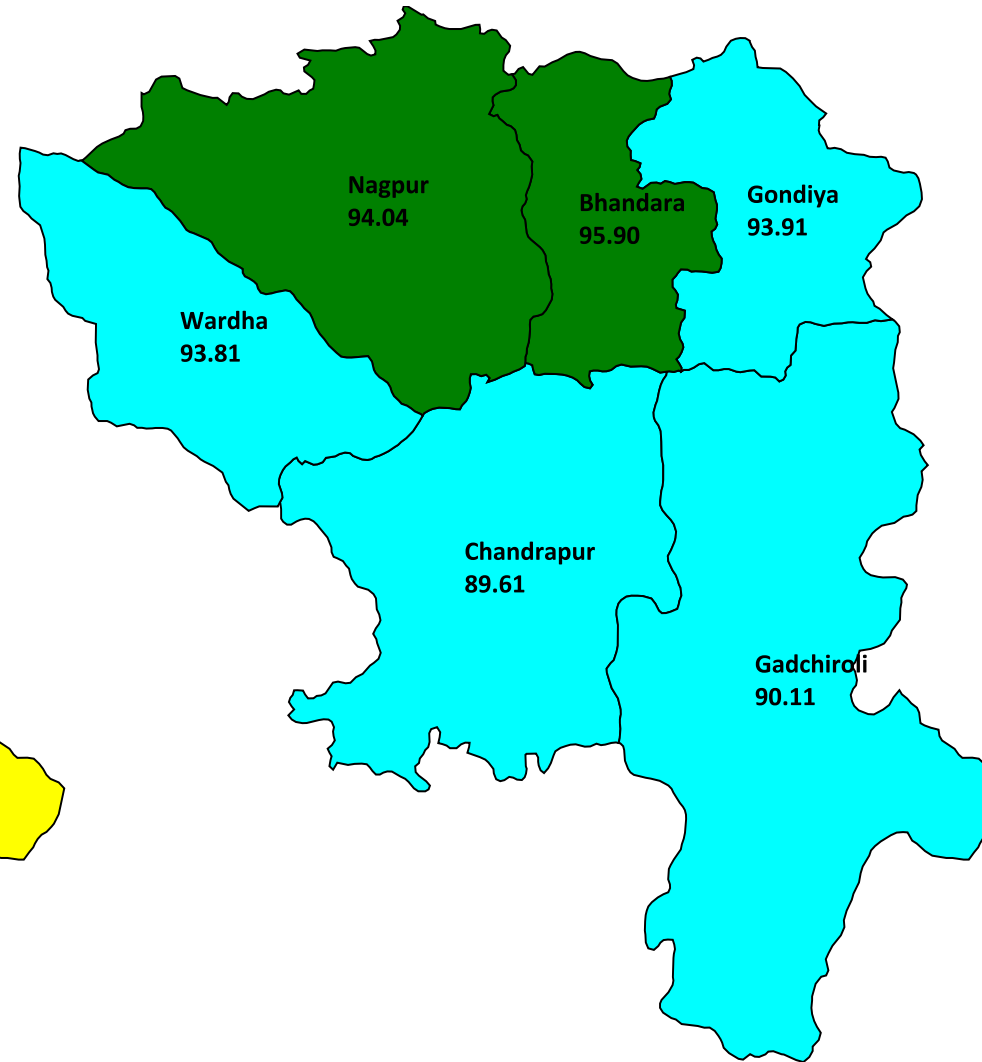 Nagpur
94.04
Bhandara
95.90
Gondiya
93.91
Wardha
93.81
Chandrapur
89.61
Gadchiroli
90.11